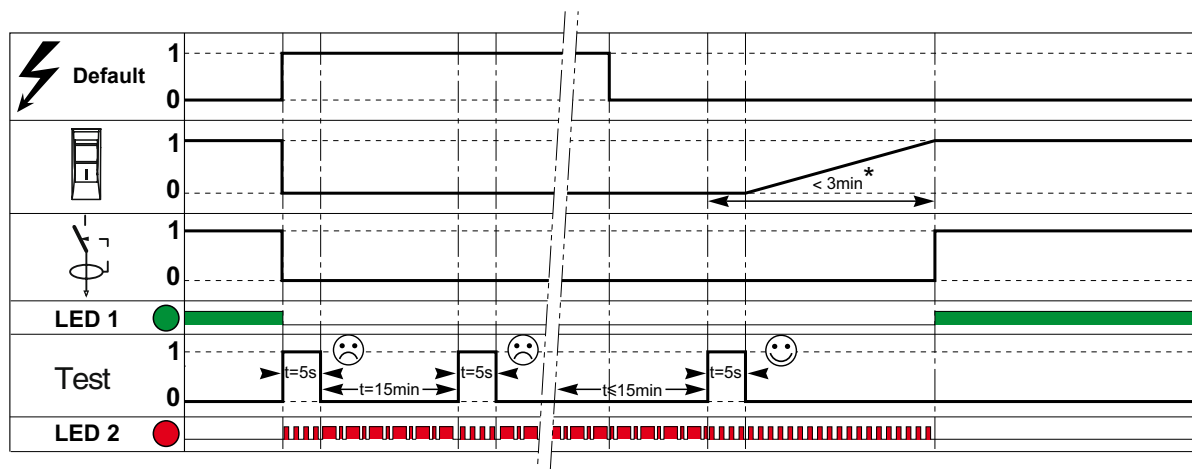 1
Default
0
1
0
< 3min*
1
0
LED 1
1
Test
t=5s
t=15min
t=5s
t≤15min
t=5s
0
LED 2